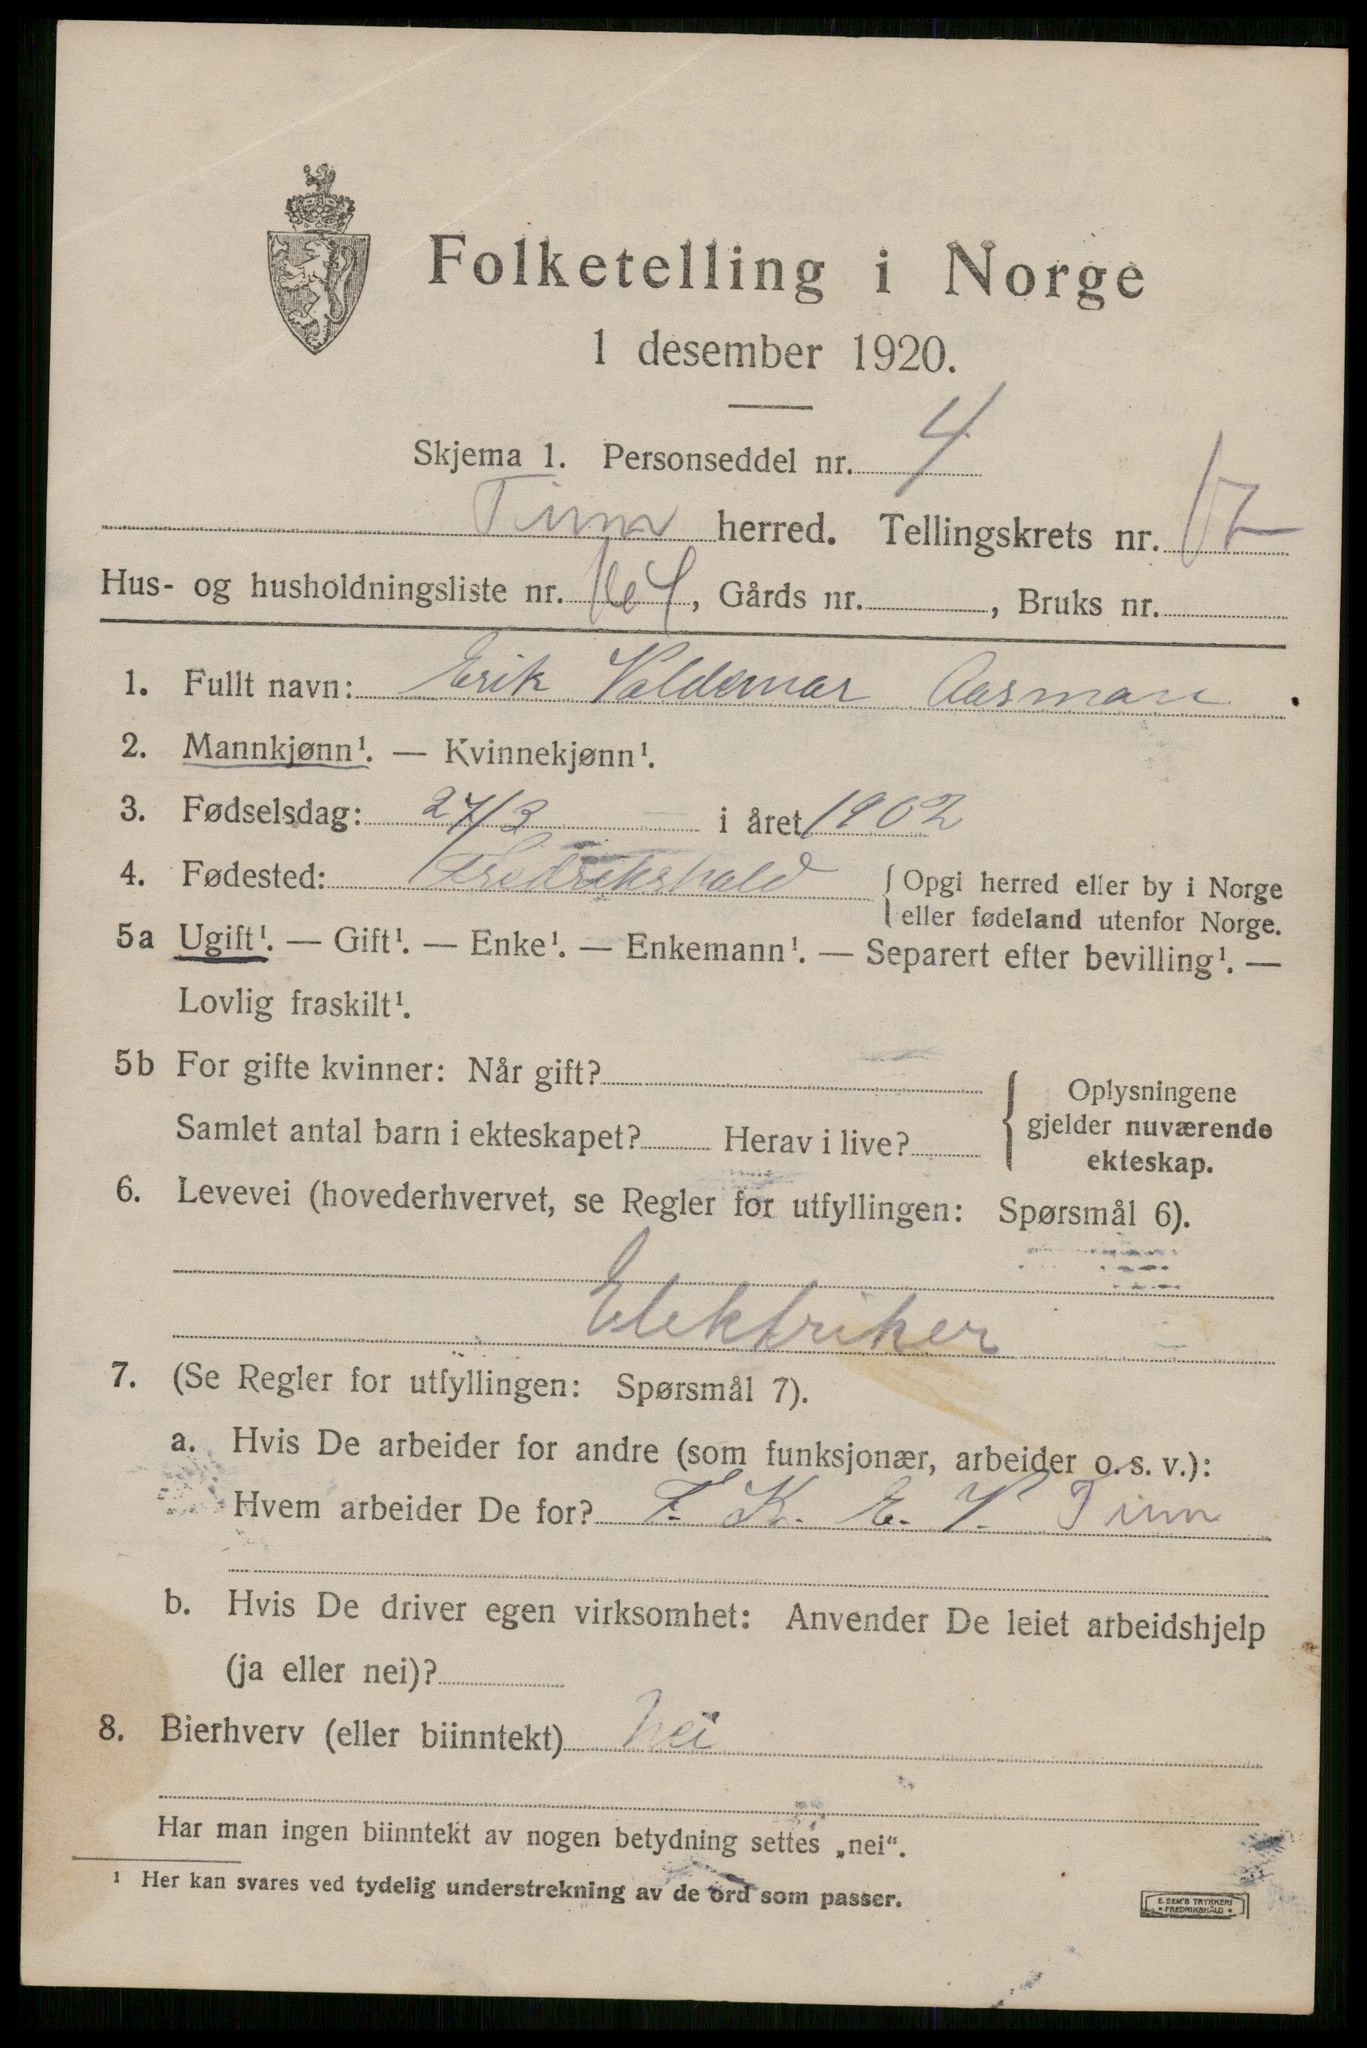 Folketelling i Norge
1 desember 1920.
Skjema 1. Personseddel nr. 4
Tinn herred. Tellingskrets nr. 17
Hus- og husholdningsliste nr. , Gårds nr. , Bruks nr.
1. Fullt navn: Erik Valdemar Aasman
2. Mannkjønn¹. — Kvinnekjønn¹.
3. Fødselsdag: 27/3 i året 1902
4. Fødested: Fredrikshald { Opgi herred eller by i Norge
eller fødeland utenfor Norge.
5a Ugift¹. — Gift¹. — Enke¹. — Enkemann¹. — Separert efter bevilling¹. —
Lovlig fraskilt¹.
5b For gifte kvinner: Når gift?
Samlet antal barn i ekteskapet? Herav i live?
{ Oplysningene
gjelder nuværende
ekteskap.
6. Levevei (hovederhvervet, se Regler for utfyllingen: Spørsmål 6).
Elektriker
7. (Se Regler for utfyllingen: Spørsmål 7).
a. Hvis De arbeider for andre (som funksjonær, arbeider o. s. v.):
Hvem arbeider De for? T. K. E. V. Tinn
b. Hvis De driver egen virksomhet: Anvender De leiet arbeidshjelp
(ja eller nei)?
8. Bierhverv (eller biinntekt) Nei
Har man ingen biinntekt av nogen betydning settes „nei“.
¹ Her kan svares ved tydelig understrekning av de ord som passer.
E. SEM'S TRYKKERI
• FREDRIKSHALD •